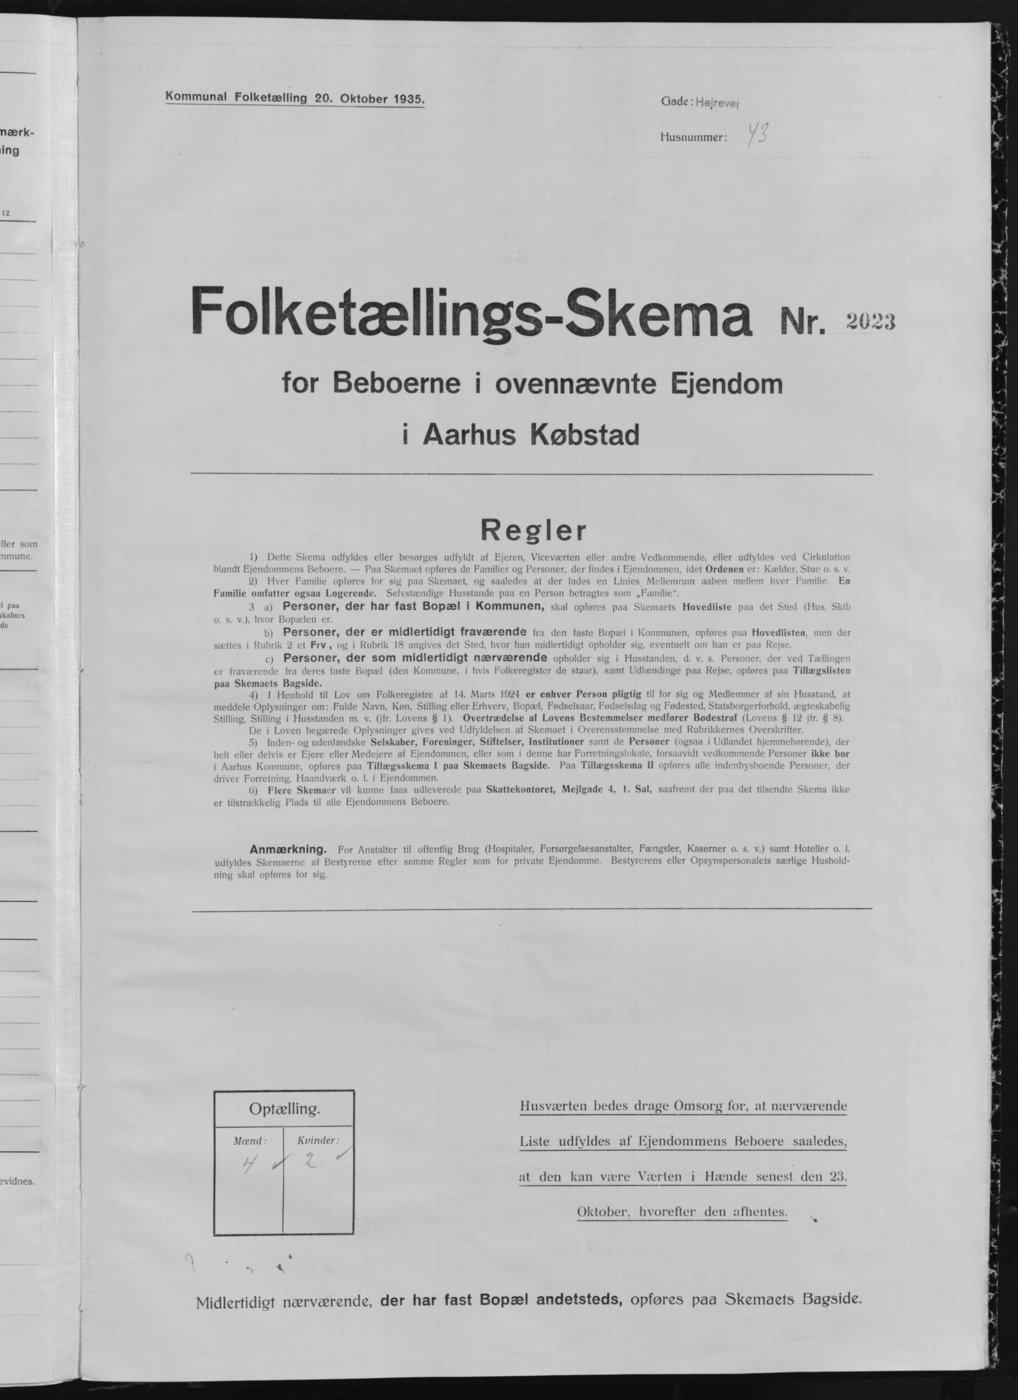 mærk-
ing
12
ller som
mmune.
l paa
skabers
de
evidnes.
Kommunal Folketælling 20. Oktober 1935.
Gade: Hejrevej
Husnummer: 43
Folketællings-Skema Nr. 2023
for Beboerne i ovennævnte Ejendom
i Aarhus Købstad
Regler
1) Dette Skema udfyldes eller besørges udfyldt af Ejeren, Viceværten eller andre Vedkommende, eller udfyldes ved Cirkulation
blandt Ejendommens Beboere. — Paa Skemaet opføres de Familier og Personer, der findes i Ejendommen, idet Ordenen er: Kælder, Stue o. s. v.
2) Hver Familie opføres for sig paa Skemaet, og saaledes at der lades en Linies Mellemrum aaben mellem hver Familie. En
Familie omfatter ogsaa Logerende. Selvstændige Husstande paa en Person betragtes som „Familie“.
3 a) Personer, der har fast Bopæl i Kommunen, skal opføres paa Skemaets Hovedliste paa det Sted (Hus, Skib
o. s. v.), hvor Bopælen er.
b) Personer, der er midlertidigt fraværende fra den faste Bopæl i Kommunen, opføres paa Hovedlisten, men der
sættes i Rubrik 2 et Frv., og i Rubrik 18 angives det Sted, hvor han midlertidigt opholder sig, eventuelt om han er paa Rejse.
c) Personer, der som midlertidigt nærværende opholder sig i Husstanden, d. v. s. Personer, der ved Tællingen
er fraværende fra deres faste Bopæl (den Kommune, i hvis Folkeregister de staar), samt Udlændinge paa Rejse, opføres paa Tillægslisten
paa Skemaets Bagside.
4) I Henhold til Lov om Folkeregistre af 14. Marts 1924 er enhver Person pligtig til for sig og Medlemmer af sin Husstand, at
meddele Oplysninger om: Fulde Navn, Køn, Stilling eller Erhverv, Bopæl, Fødselsaar, Fødselsdag og Fødested, Statsborgerforhold, ægteskabelig
Stilling, Stilling i Husstanden m. v. (jfr. Lovens § 1). Overtrædelse af Lovens Bestemmelser medfører Bødestraf (Lovens § 12 jfr. § 8).
De i Loven begærede Oplysninger gives ved Udfyldelsen af Skemaet i Overensstemmelse med Rubrikkernes Overskrifter.
5) Inden- og udenlandske Selskaber, Foreninger, Stiftelser, Institutioner samt de Personer (ogsaa i Udlandet hjemmehørende), der
helt eller delvis er Ejere eller Medejere af Ejendommen, eller som i denne har Forretningslokale, forsaavidt vedkommende Personer ikke bor
i Aarhus Kommune, opføres paa Tillægsskema I paa Skemaets Bagside. Paa Tillægsskema II opføres alle indenbysboende Personer, der
driver Forretning, Haandværk o. l. i Ejendommen.
6) Flere Skemaer vil kunne faas udleverede paa Skattekontoret, Mejlgade 4, 1. Sal, saafremt der paa det tilsendte Skema ikke
er tilstrækkelig Plads til alle Ejendommens Beboere.
Anmærkning. For Anstalter til offentlig Brug (Hospitaler, Forsørgelsesanstalter, Fængsler, Kaserner o. s. v.) samt Hoteller o. l.
udfyldes Skemaerne af Bestyrerne efter samme Regler som for private Ejendomme. Bestyrerens eller Opsynspersonalets særlige Hushold-
ning skal opføres for sig.
Optælling.
Mænd: Kvinder:
4 ✓ 2. ✓
Husværten bedes drage Omsorg for, at nærværende
Liste udfyldes af Ejendommens Beboere saaledes,
at den kan være Værten i Hænde senest den 23.
Oktober, hvorefter den afhentes.
Midlertidigt nærværende, der har fast Bopæl andetsteds, opføres paa Skemaets Bagside.